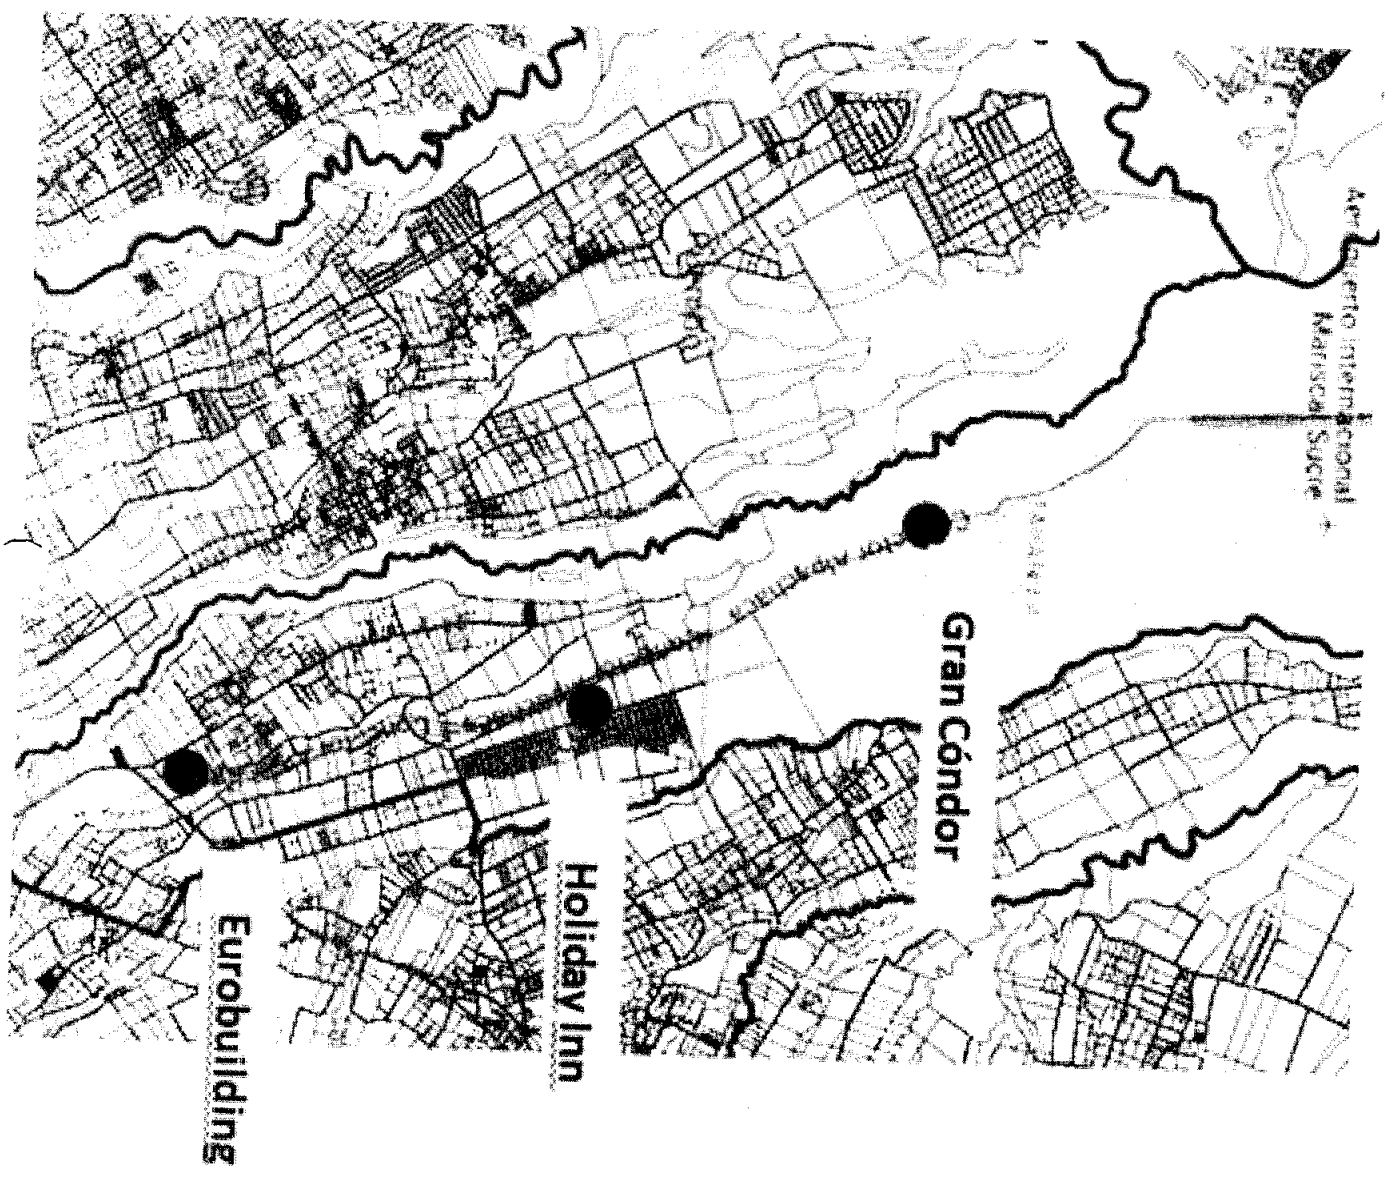 Aeropuerto internacional
Mariscal Sucre
Gran Cóndor
Holiday Inn
Eurobuilding